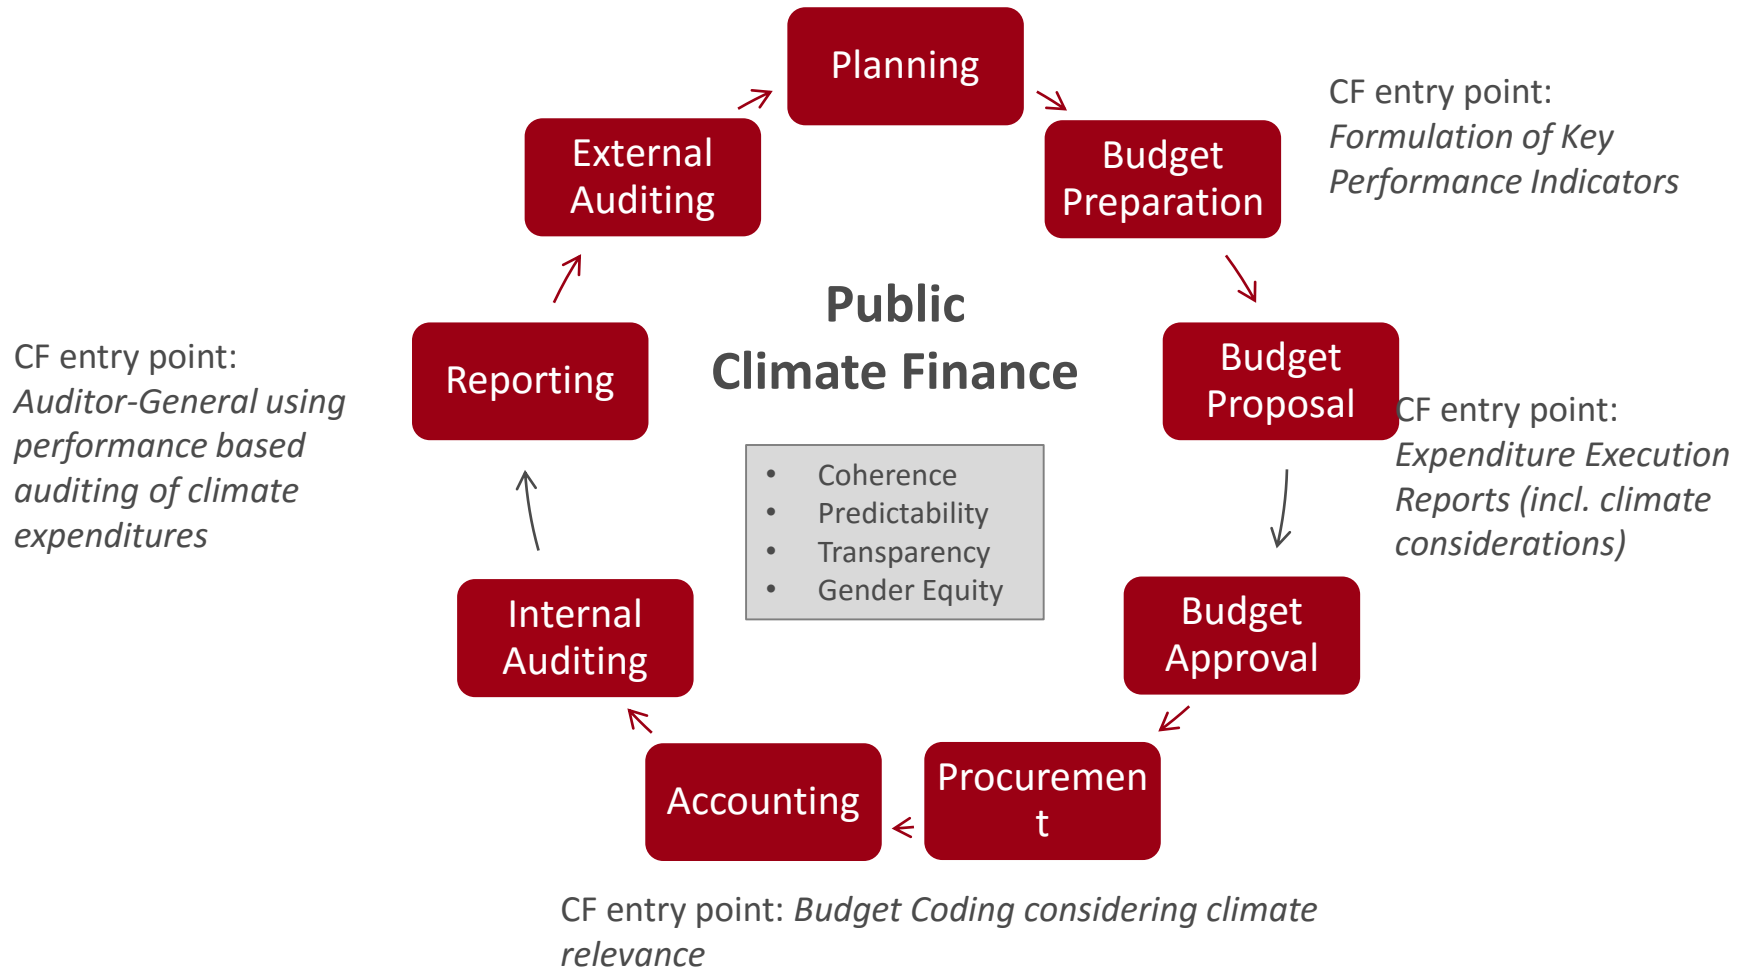 Planning
CF entry point:
Formulation of Key
Performance Indicators
External
Auditing
Budget
Preparation
Public
Climate Finance
Budget
Proposal
CF entry point:
Auditor-General using
performance based
auditing of climate
expenditures
Reporting
CF entry point:
Expenditure Execution
Reports (incl. climate
considerations)
• Coherence
• Predictability
• Transparency
• Gender Equity
Internal
Auditing
Budget
Approval
Accounting
Procuremen
t
CF entry point: Budget Coding considering climate
relevance